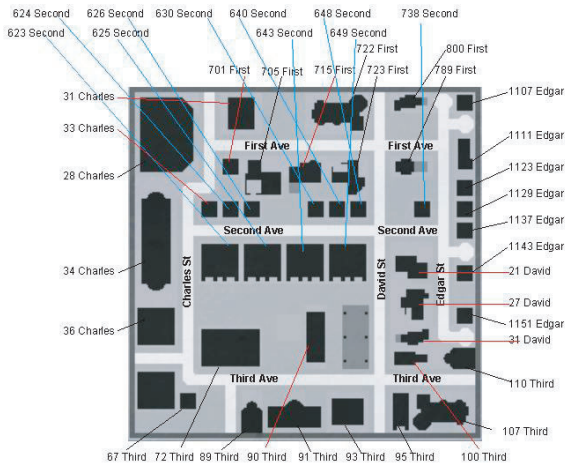 624 Second
626 Second
630 Second
640 Second
648 Second
738 Second
623 Second
625 Second
643 Second
649 Second
722 First
800 First
701 First
705 First
715 First
723 First
789 First
31 Charles
1107 Edgar
33 Charles
1111 Edgar
First Ave
First Ave
28 Charles
1123 Edgar
1129 Edgar
1137 Edgar
Second Ave
Second Ave
1143 Edgar
34 Charles
Charles St
David St
Edgar St
21 David
27 David
1151 Edgar
36 Charles
31 David
Third Ave
Third Ave
110 Third
107 Third
67 Third
72 Third
89 Third
90 Third
91 Third
93 Third
95 Third
100 Third